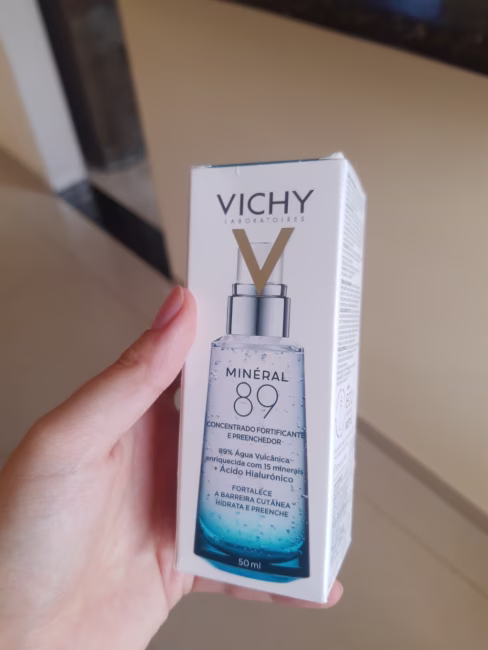 VICHY
LABORATOIRES
MINÉRAL
89
CONCENTRADO FORTIFICANTE
E PREENCHEDOR
89% Água Vulcânica
enriquecida com 15 minerais
+ Ácido Hialurónico
FORTALECE
A BARREIRA CUTÂNEA
HIDRATA E PREENCHE
50 ml